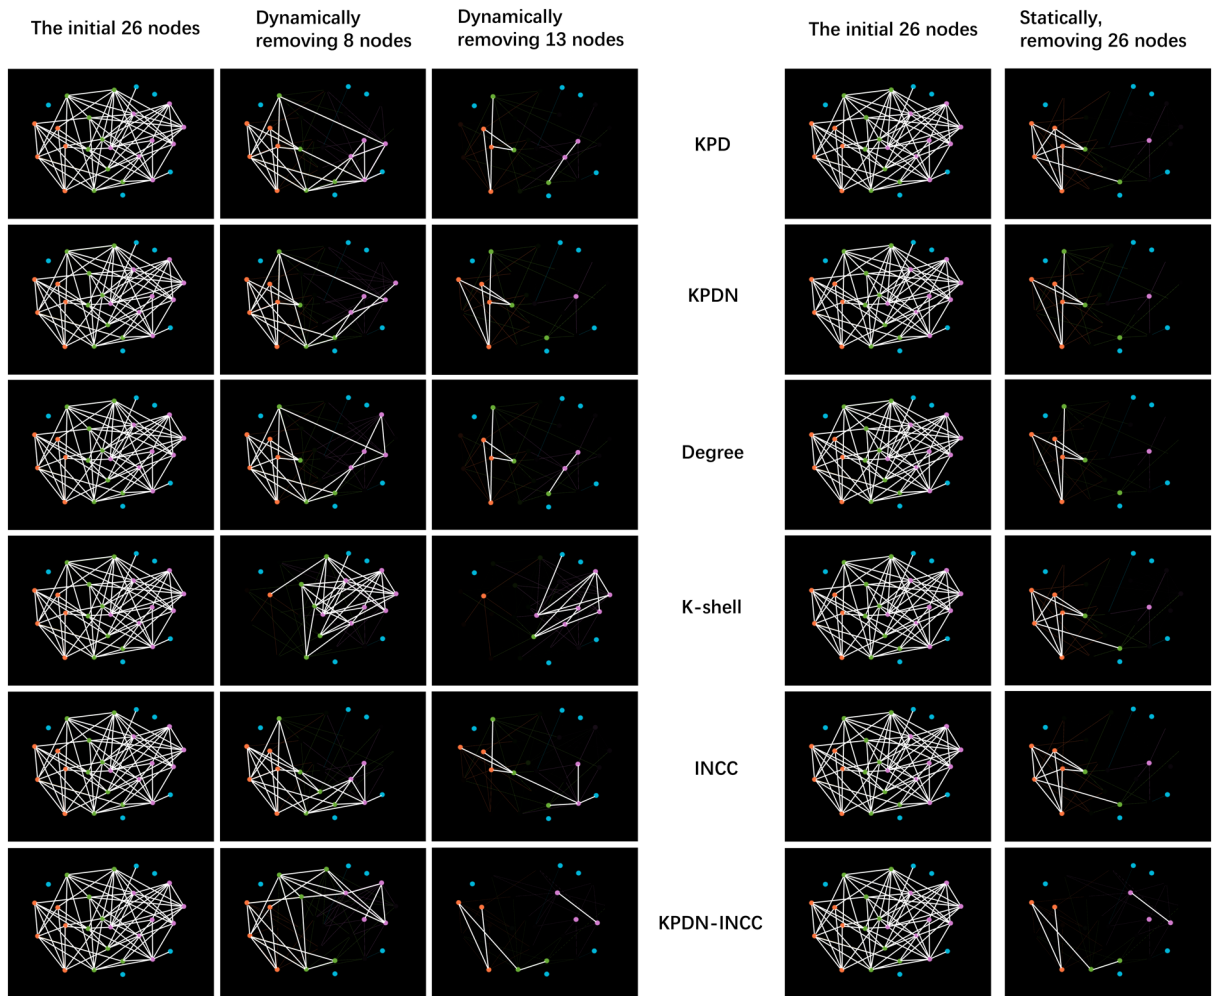 The initial 26 nodes
Dynamically
removing 8 nodes
Dynamically
removing 13 nodes
The initial 26 nodes
Statically,
removing 26 nodes
KPD
KPDN
Degree
K-shell
INCC
KPDN-INCC